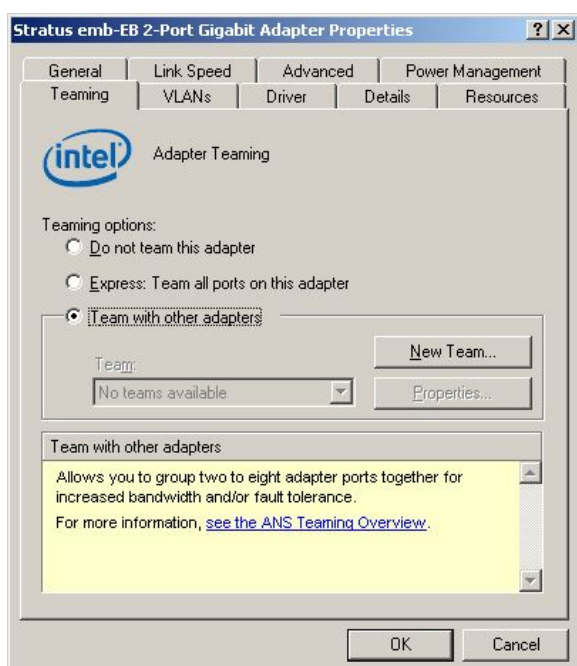 Stratus emb-EB 2-Port Gigabit Adapter Properties
General Link Speed Advanced Power Management
Teaming VLANs Driver Details Resources
intel Adapter Teaming
Teaming options:
Do not team this adapter
Express: Team all ports on this adapter
Team with other adapters
New Team...
Team:
No teams available Properties...
Team with other adapters
Allows you to group two to eight adapter ports together for
increased bandwidth and/or fault tolerance.
For more information, see the ANS Teaming Overview.
OK Cancel